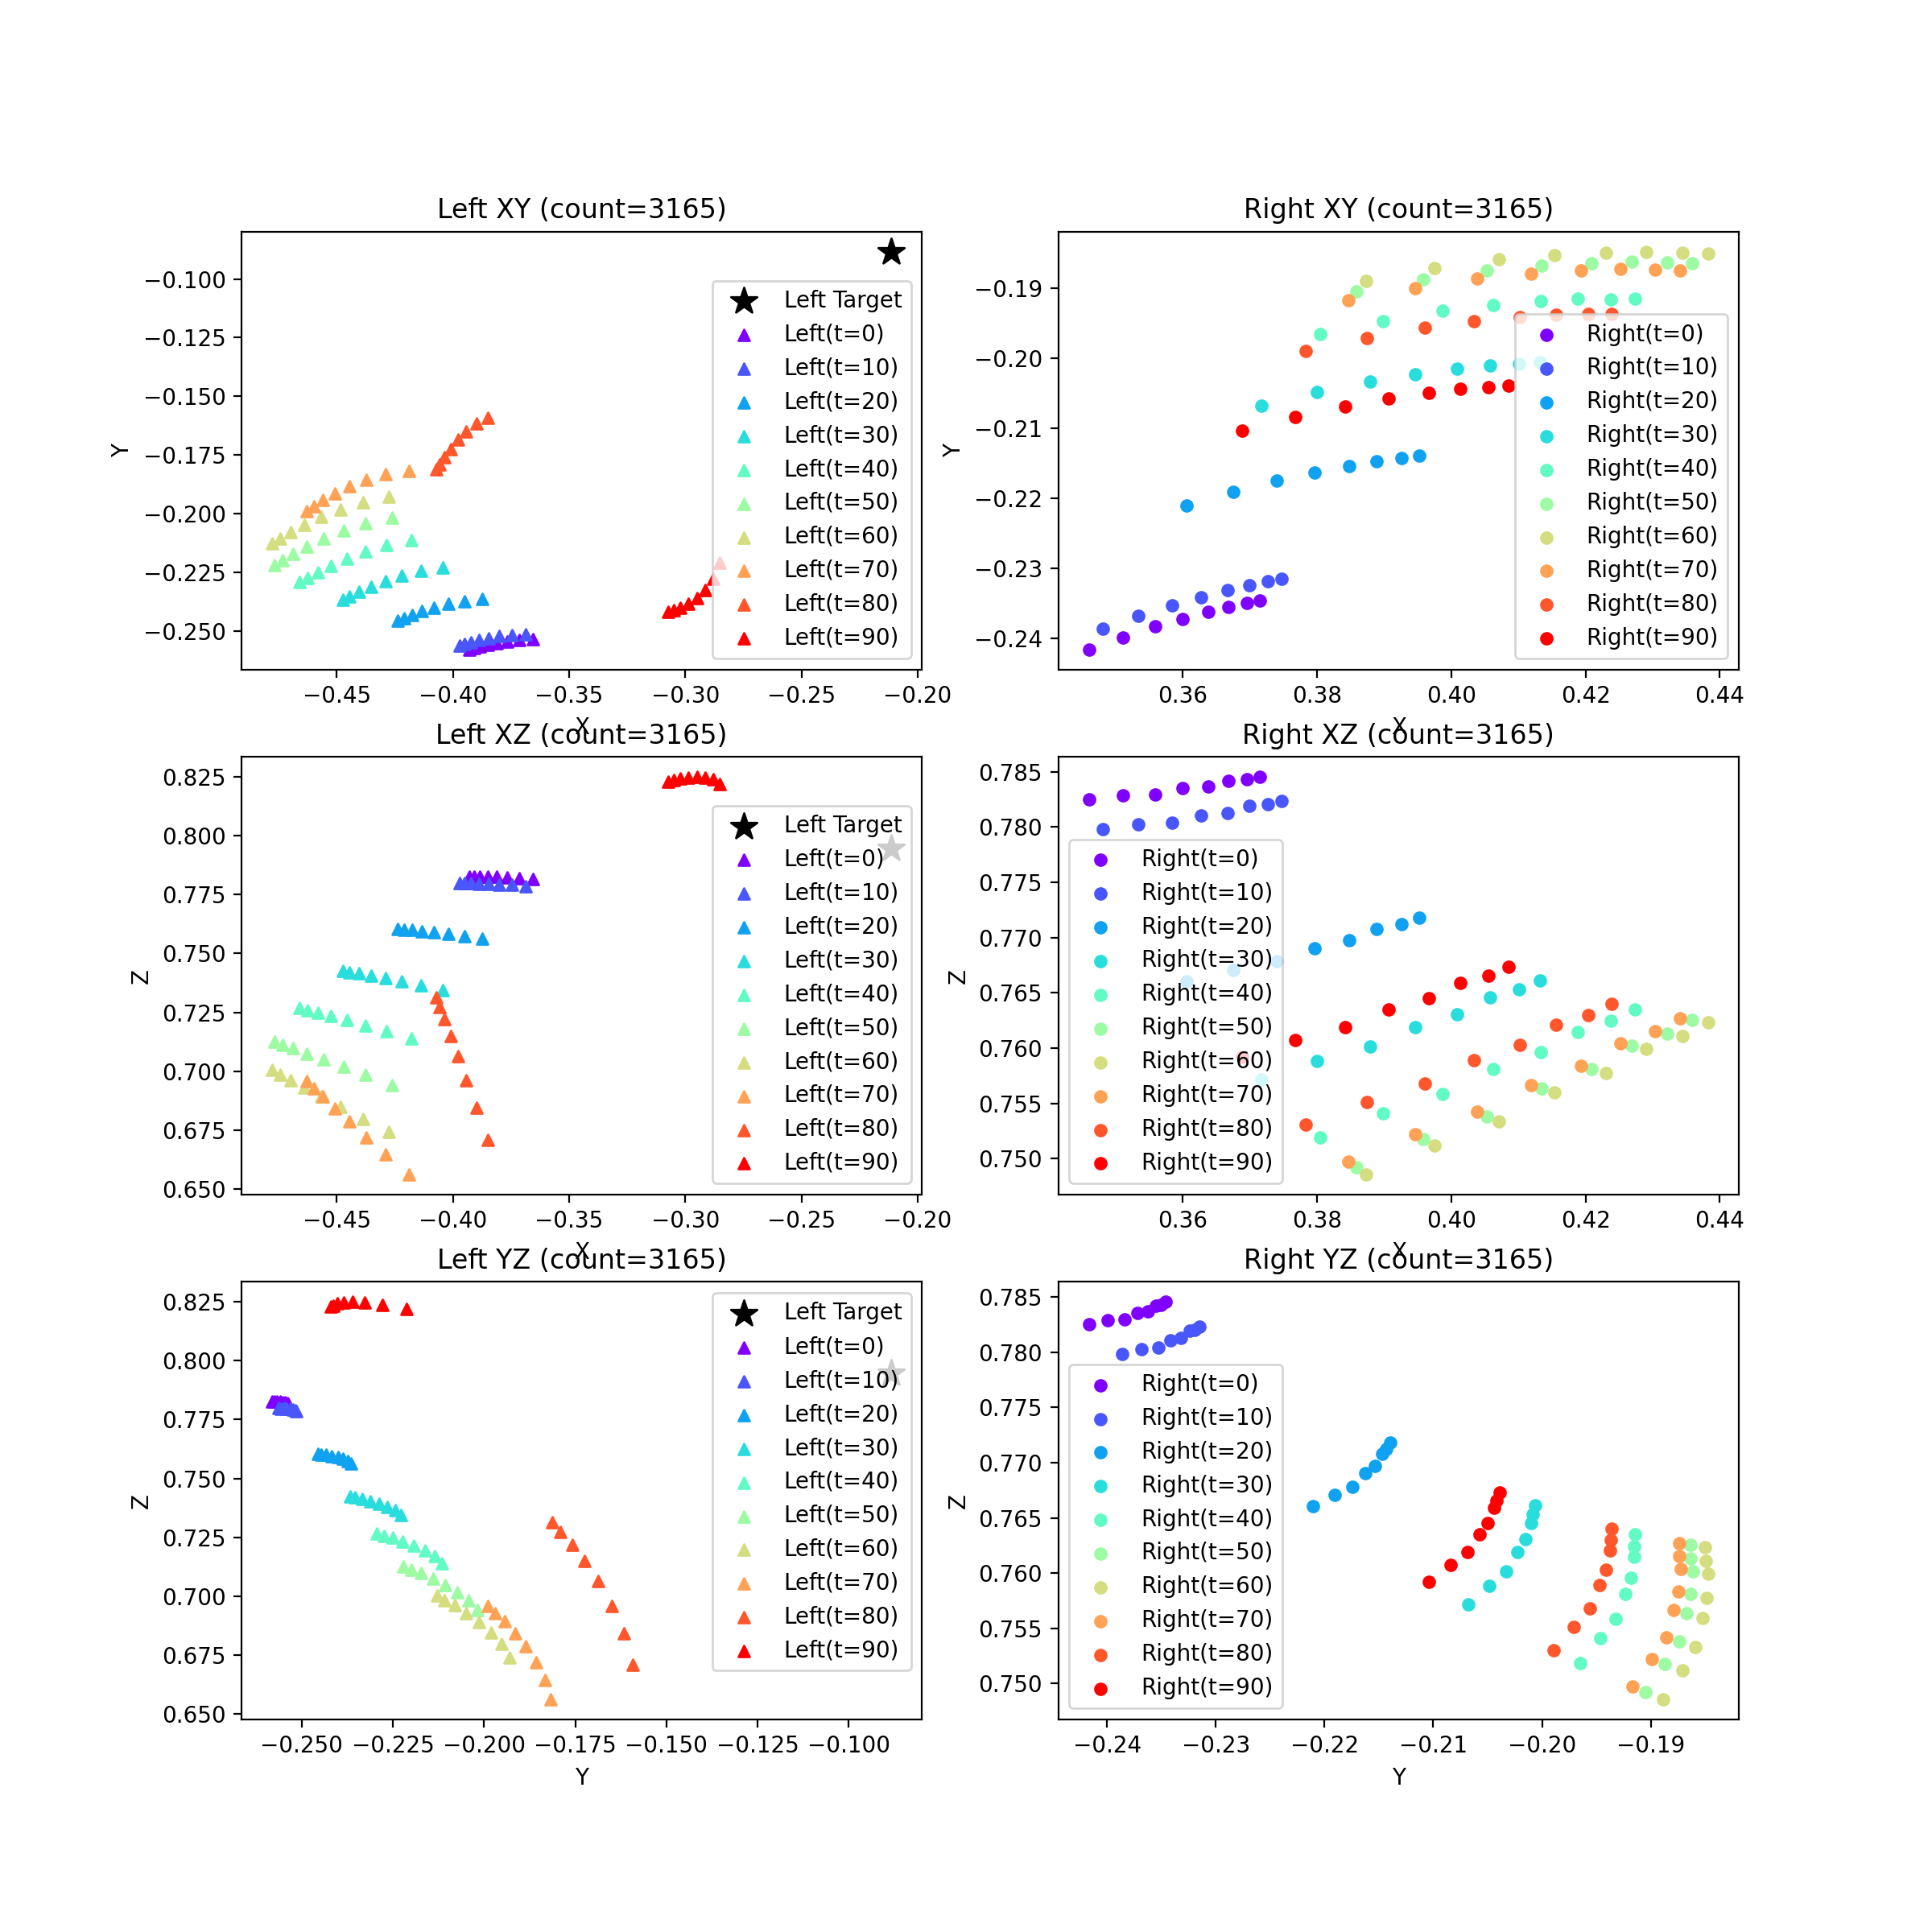 Left XY (count=3165)
Y
−0.100
−0.125
−0.150
−0.175
−0.200
−0.225
−0.250
Left Target
Left(t=0)
Left(t=10)
Left(t=20)
Left(t=30)
Left(t=40)
Left(t=50)
Left(t=60)
Left(t=70)
Left(t=80)
Left(t=90)
−0.45 −0.40 −0.35 −0.30 −0.25 −0.20
X
Right XY (count=3165)
Y
−0.19
−0.20
−0.21
−0.22
−0.23
−0.24
Right(t=0)
Right(t=10)
Right(t=20)
Right(t=30)
Right(t=40)
Right(t=50)
Right(t=60)
Right(t=70)
Right(t=80)
Right(t=90)
0.36 0.38 0.40 0.42 0.44
X
Left XZ (count=3165)
Z
0.825
0.800
0.775
0.750
0.725
0.700
0.675
0.650
Left Target
Left(t=0)
Left(t=10)
Left(t=20)
Left(t=30)
Left(t=40)
Left(t=50)
Left(t=60)
Left(t=70)
Left(t=80)
Left(t=90)
−0.45 −0.40 −0.35 −0.30 −0.25 −0.20
X
Right XZ (count=3165)
Z
0.785
0.780
0.775
0.770
0.765
0.760
0.755
0.750
Right(t=0)
Right(t=10)
Right(t=20)
Right(t=30)
Right(t=40)
Right(t=50)
Right(t=60)
Right(t=70)
Right(t=80)
Right(t=90)
0.36 0.38 0.40 0.42 0.44
X
Left YZ (count=3165)
Z
0.825
0.800
0.775
0.750
0.725
0.700
0.675
0.650
Left Target
Left(t=0)
Left(t=10)
Left(t=20)
Left(t=30)
Left(t=40)
Left(t=50)
Left(t=60)
Left(t=70)
Left(t=80)
Left(t=90)
−0.250 −0.225 −0.200 −0.175 −0.150 −0.125 −0.100
Y
Right YZ (count=3165)
Z
0.785
0.780
0.775
0.770
0.765
0.760
0.755
0.750
Right(t=0)
Right(t=10)
Right(t=20)
Right(t=30)
Right(t=40)
Right(t=50)
Right(t=60)
Right(t=70)
Right(t=80)
Right(t=90)
−0.24 −0.23 −0.22 −0.21 −0.20 −0.19
Y